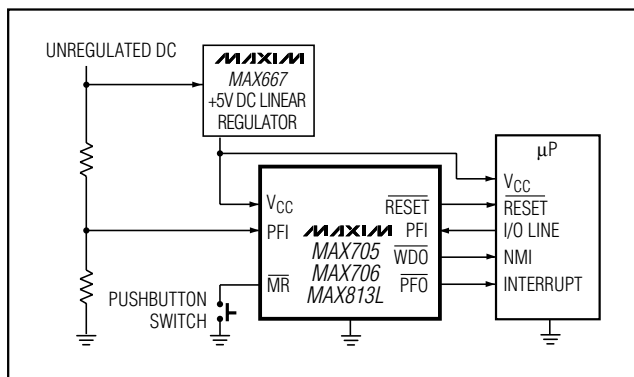 UNREGULATED DC
MAXIM
MAX667
+5V DC LINEAR
REGULATOR
VCC
PFI
MR
PUSHBUTTON
SWITCH
MAXIM
MAX705
MAX706
MAX813L
RESET
PFI
WDO
PFO
μP
VCC
RESET
I/O LINE
NMI
INTERRUPT